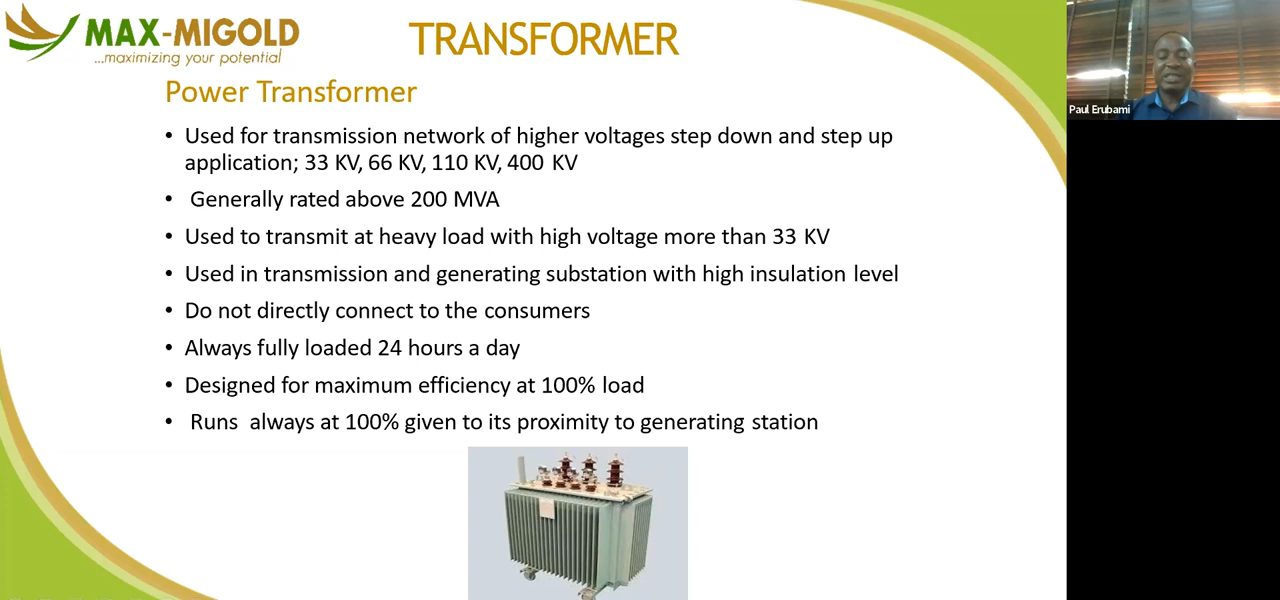 MAX-MIGOLD
...maximizing your potential
TRANSFORMER
Power Transformer
• Used for transmission network of higher voltages step down and step up
application; 33 KV, 66 KV, 110 KV, 400 KV
• Generally rated above 200 MVA
• Used to transmit at heavy load with high voltage more than 33 KV
• Used in transmission and generating substation with high insulation level
• Do not directly connect to the consumers
• Always fully loaded 24 hours a day
• Designed for maximum efficiency at 100% load
• Runs always at 100% given to its proximity to generating station
Paul Erubami